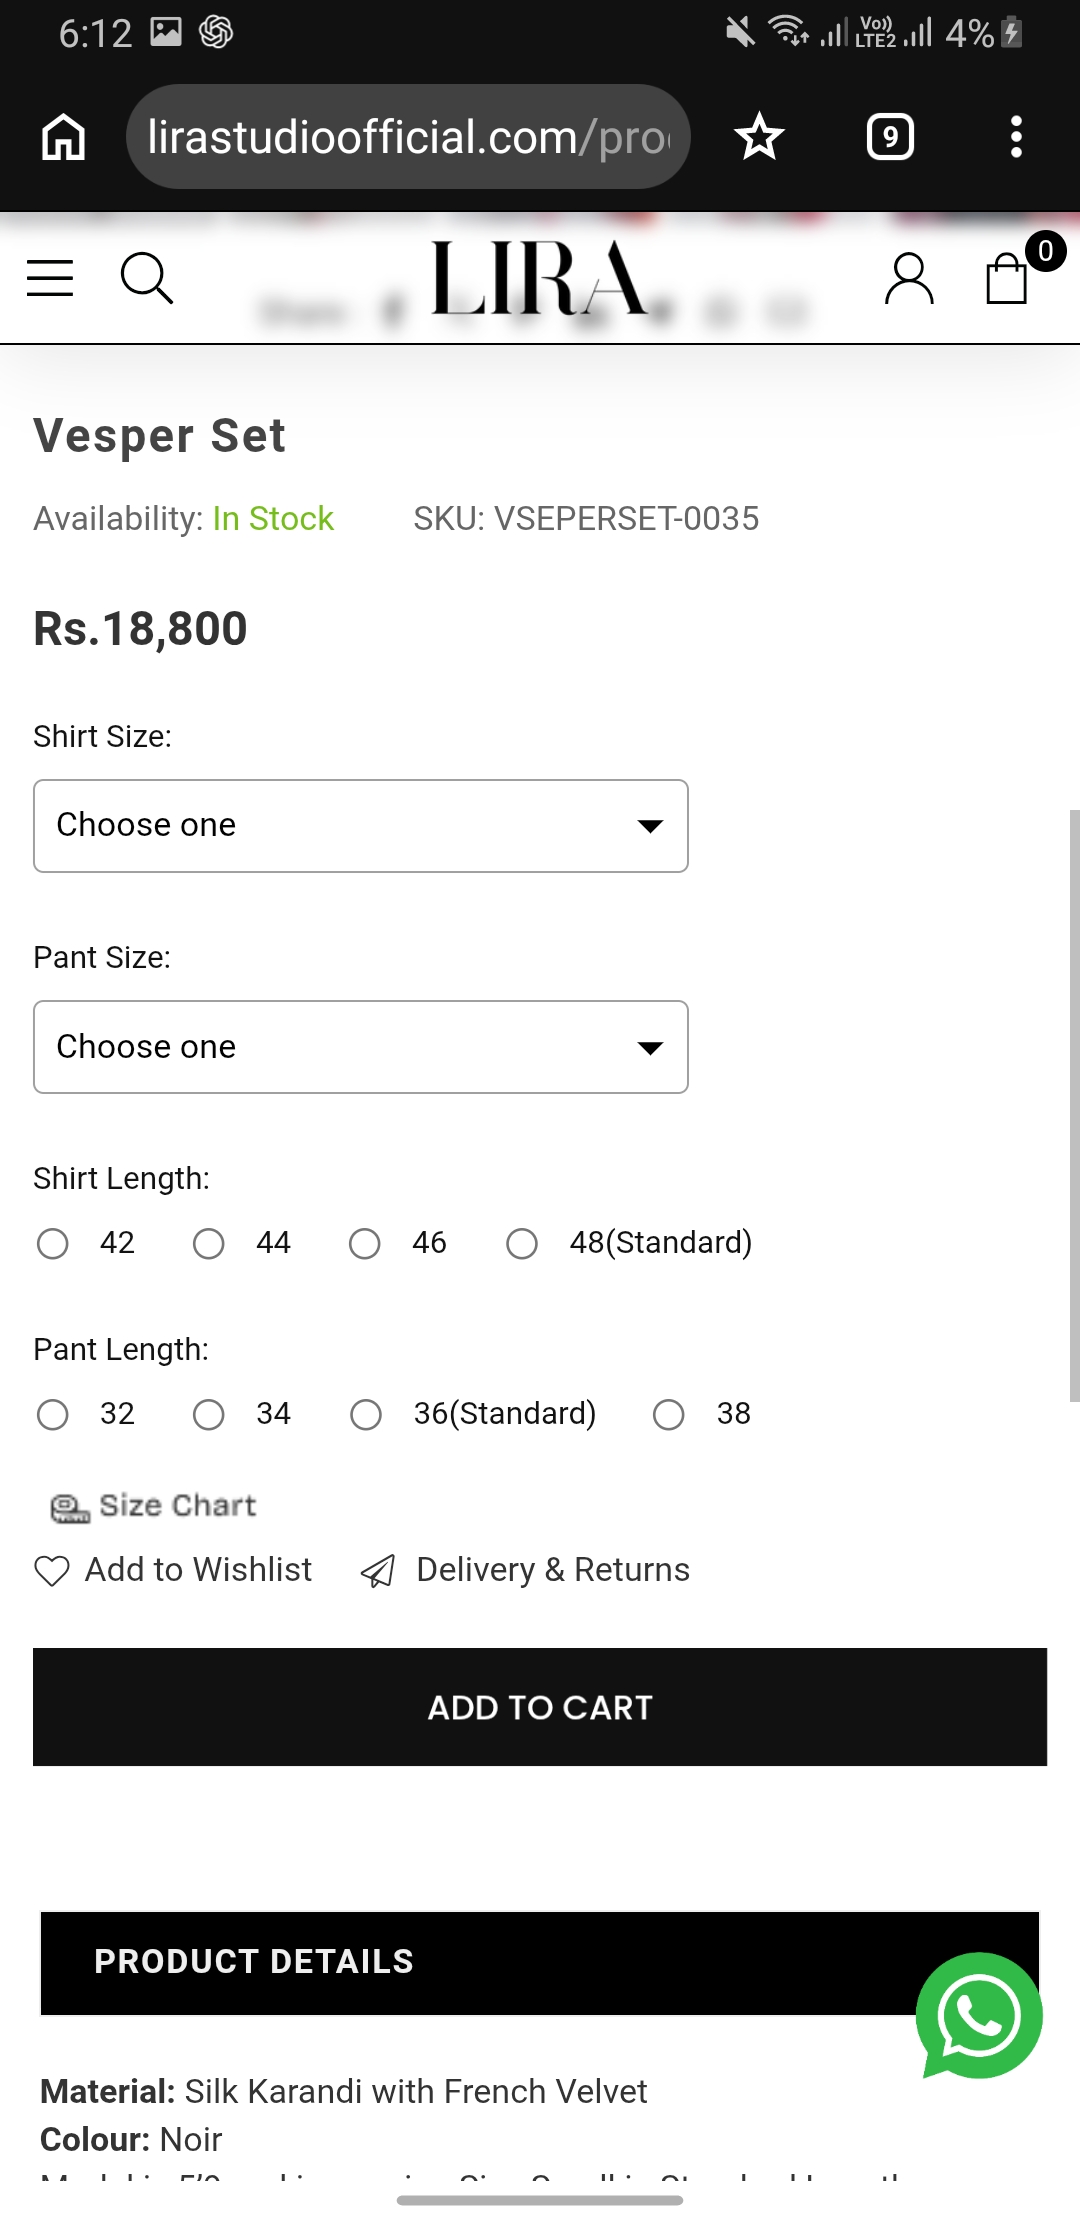 6:12 Vo)) LTE2 4%
lirastudioofficial.com/pro
9
LIRA
0
Share:
Vesper Set
Availability: In Stock SKU: VSEPERSET-0035
Rs.18,800
Shirt Size:
Choose one
Pant Size:
Choose one
Shirt Length:
42 44 46 48(Standard)
Pant Length:
32 34 36(Standard) 38
Size Chart
Add to Wishlist Delivery & Returns
ADD TO CART
PRODUCT DETAILS
Material: Silk Karandi with French Velvet
Colour: Noir